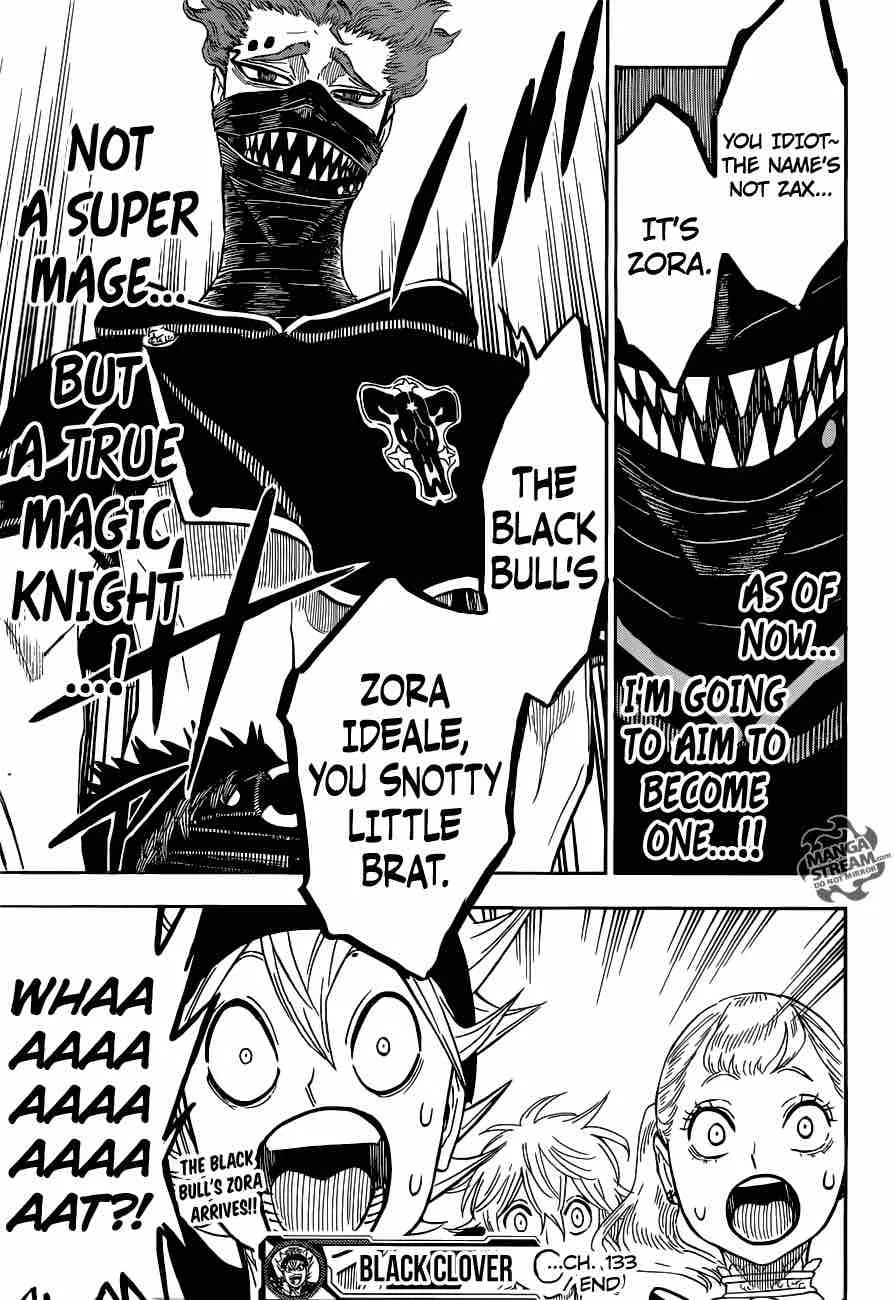 YOU IDIOT~
THE NAME'S
NOT ZAX...
IT'S
ZORA.
AS OF
NOW...
I'M GOING
TO AIM TO
BECOME
ONE...!!
NOT
A SUPER
MAGE...
BUT
A TRUE
MAGIC
KNIGHT
...!
THE
BLACK
BULL'S
ZORA
IDEALE,
YOU SNOTTY
LITTLE
BRAT.
MANGA
STREAM.com
DO NOT MIRROR!
WHAA
AAAA
AAAA
AAAA
AAT?!
THE BLACK
BULL'S ZORA
ARRIVES!!
BLACK CLOVER
...CH. 133
END